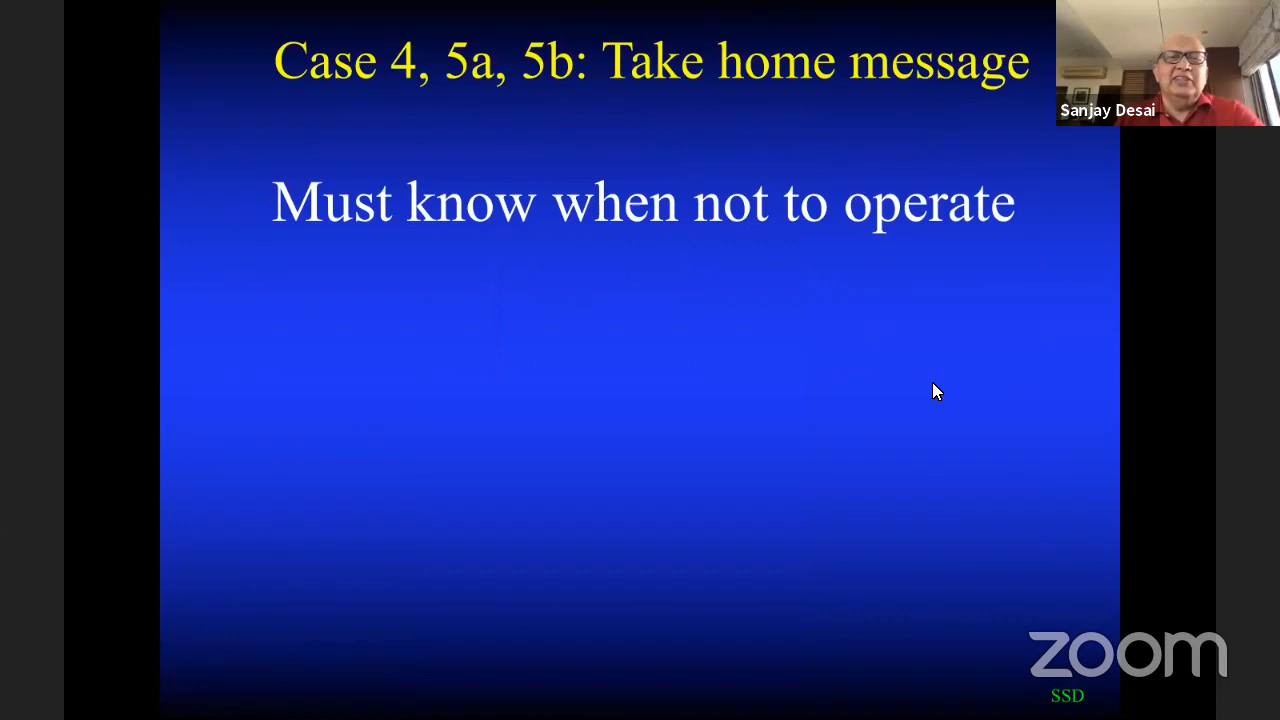 Case 4, 5a, 5b: Take home message
Sanjay Desai
Must know when not to operate
zoom
SSD